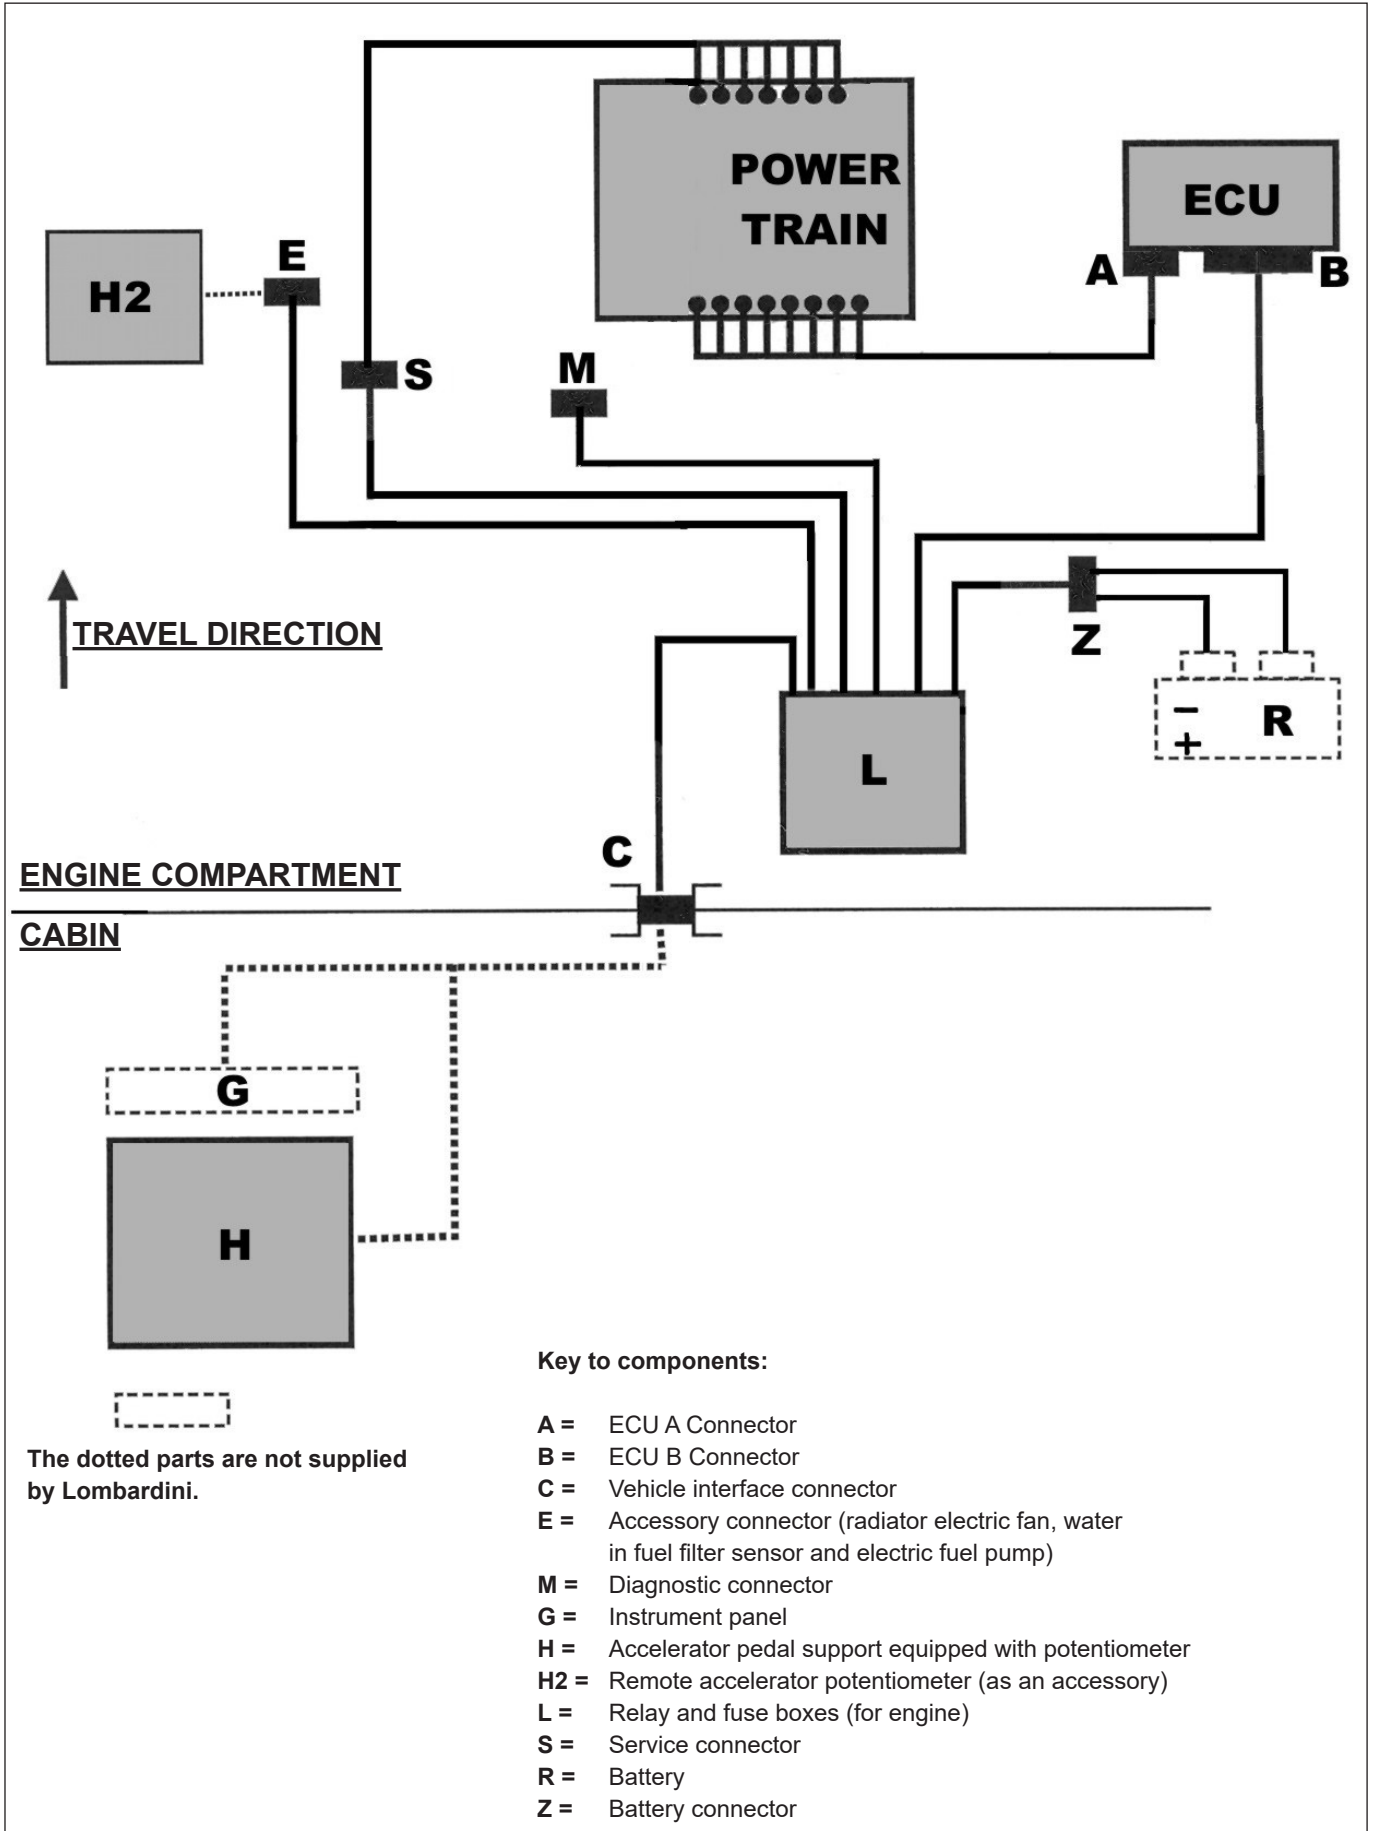 POWER
TRAIN
ECU
A
B
E
H2
S
M
TRAVEL DIRECTION
Z
−
+
R
L
C
ENGINE COMPARTMENT
CABIN
G
H
The dotted parts are not supplied
by Lombardini.
Key to components:
A = ECU A Connector
B = ECU B Connector
C = Vehicle interface connector
E = Accessory connector (radiator electric fan, water
in fuel filter sensor and electric fuel pump)
M = Diagnostic connector
G = Instrument panel
H = Accelerator pedal support equipped with potentiometer
H2 = Remote accelerator potentiometer (as an accessory)
L = Relay and fuse boxes (for engine)
S = Service connector
R = Battery
Z = Battery connector